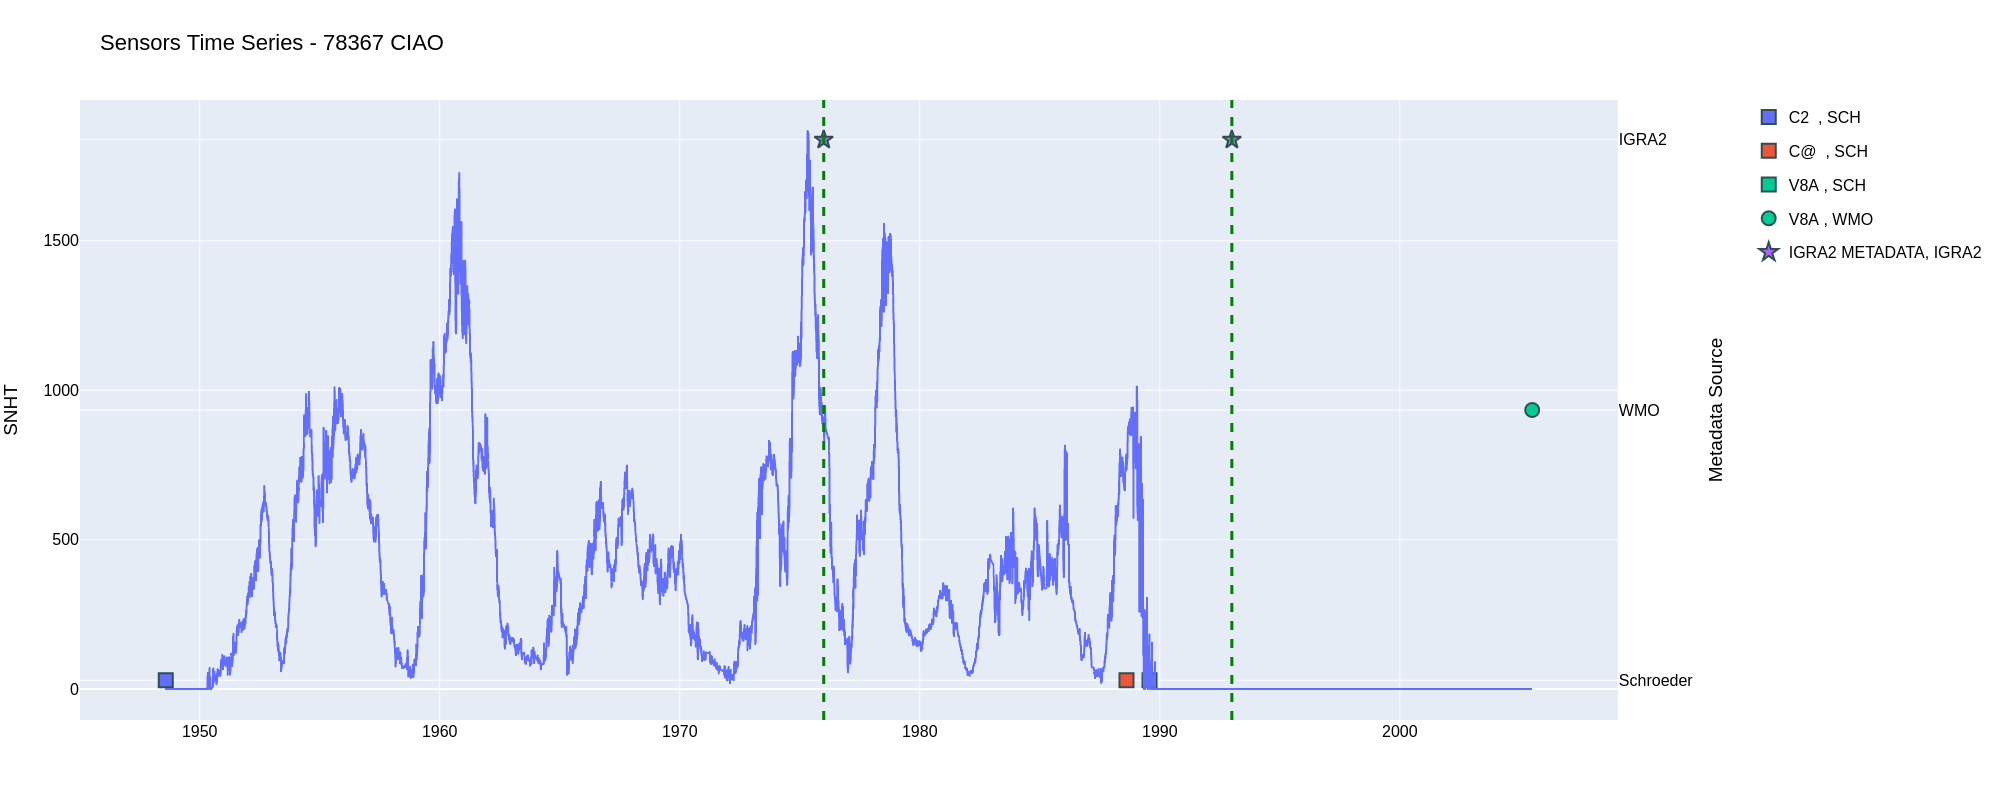 Sensors Time Series - 78367 CIAO
SNHT
1500
1000
500
0
1950
1960
1970
1980
1990
2000
IGRA2
WMO
Schroeder
Metadata Source
C2  , SCH
C@  , SCH
V8A , SCH
V8A , WMO
IGRA2 METADATA, IGRA2